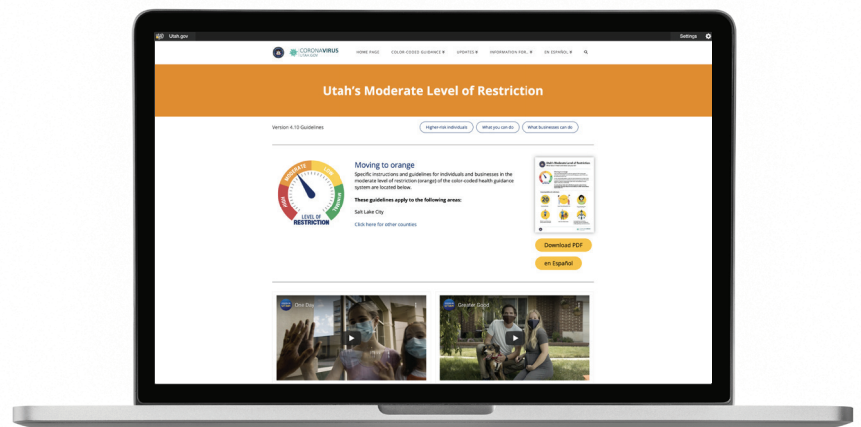 Utah.gov
Settings
CORONAVIRUS
UTAH.GOV
HOME PAGE
COLOR-CODED GUIDANCE
UPDATES
INFORMATION FOR..
EN ESPAÑOL
Utah's Moderate Level of Restriction
Version 4.10 Guidelines
Higher-risk individuals
What you can do
What businesses can do
HIGH
MODERATE
LOW
MINIMAL
LEVEL OF
RESTRICTION
Moving to orange
Specific instructions and guidelines for individuals and businesses in the
moderate level of restriction (orange) of the color-coded health guidance
system are located below.
These guidelines apply to the following areas:
Salt Lake City
Click here for other counties
Utah's Moderate Level of Restriction
20
Download PDF
en Español
One Day
Greater Good